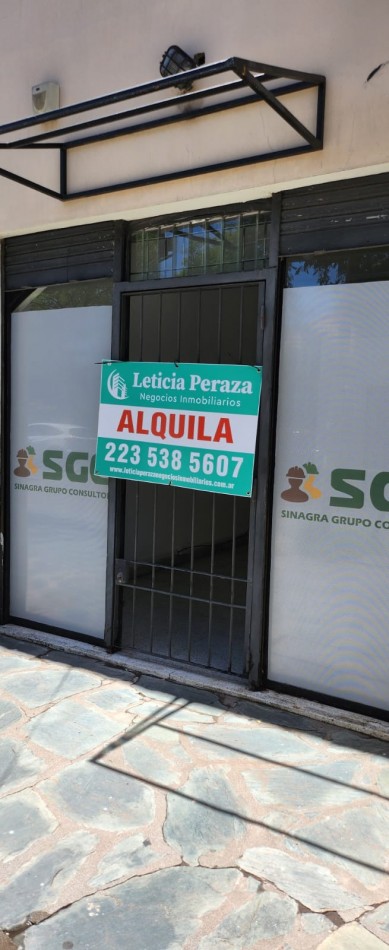 Leticia Peraza
Negocios Inmobiliarios
ALQUILA
223 538 5607
www.leticiaperazanegociosinmobiliarios.com.ar
SGC
SINAGRA GRUPO CONSULTOR
SG
SINAGRA GRUPO CO